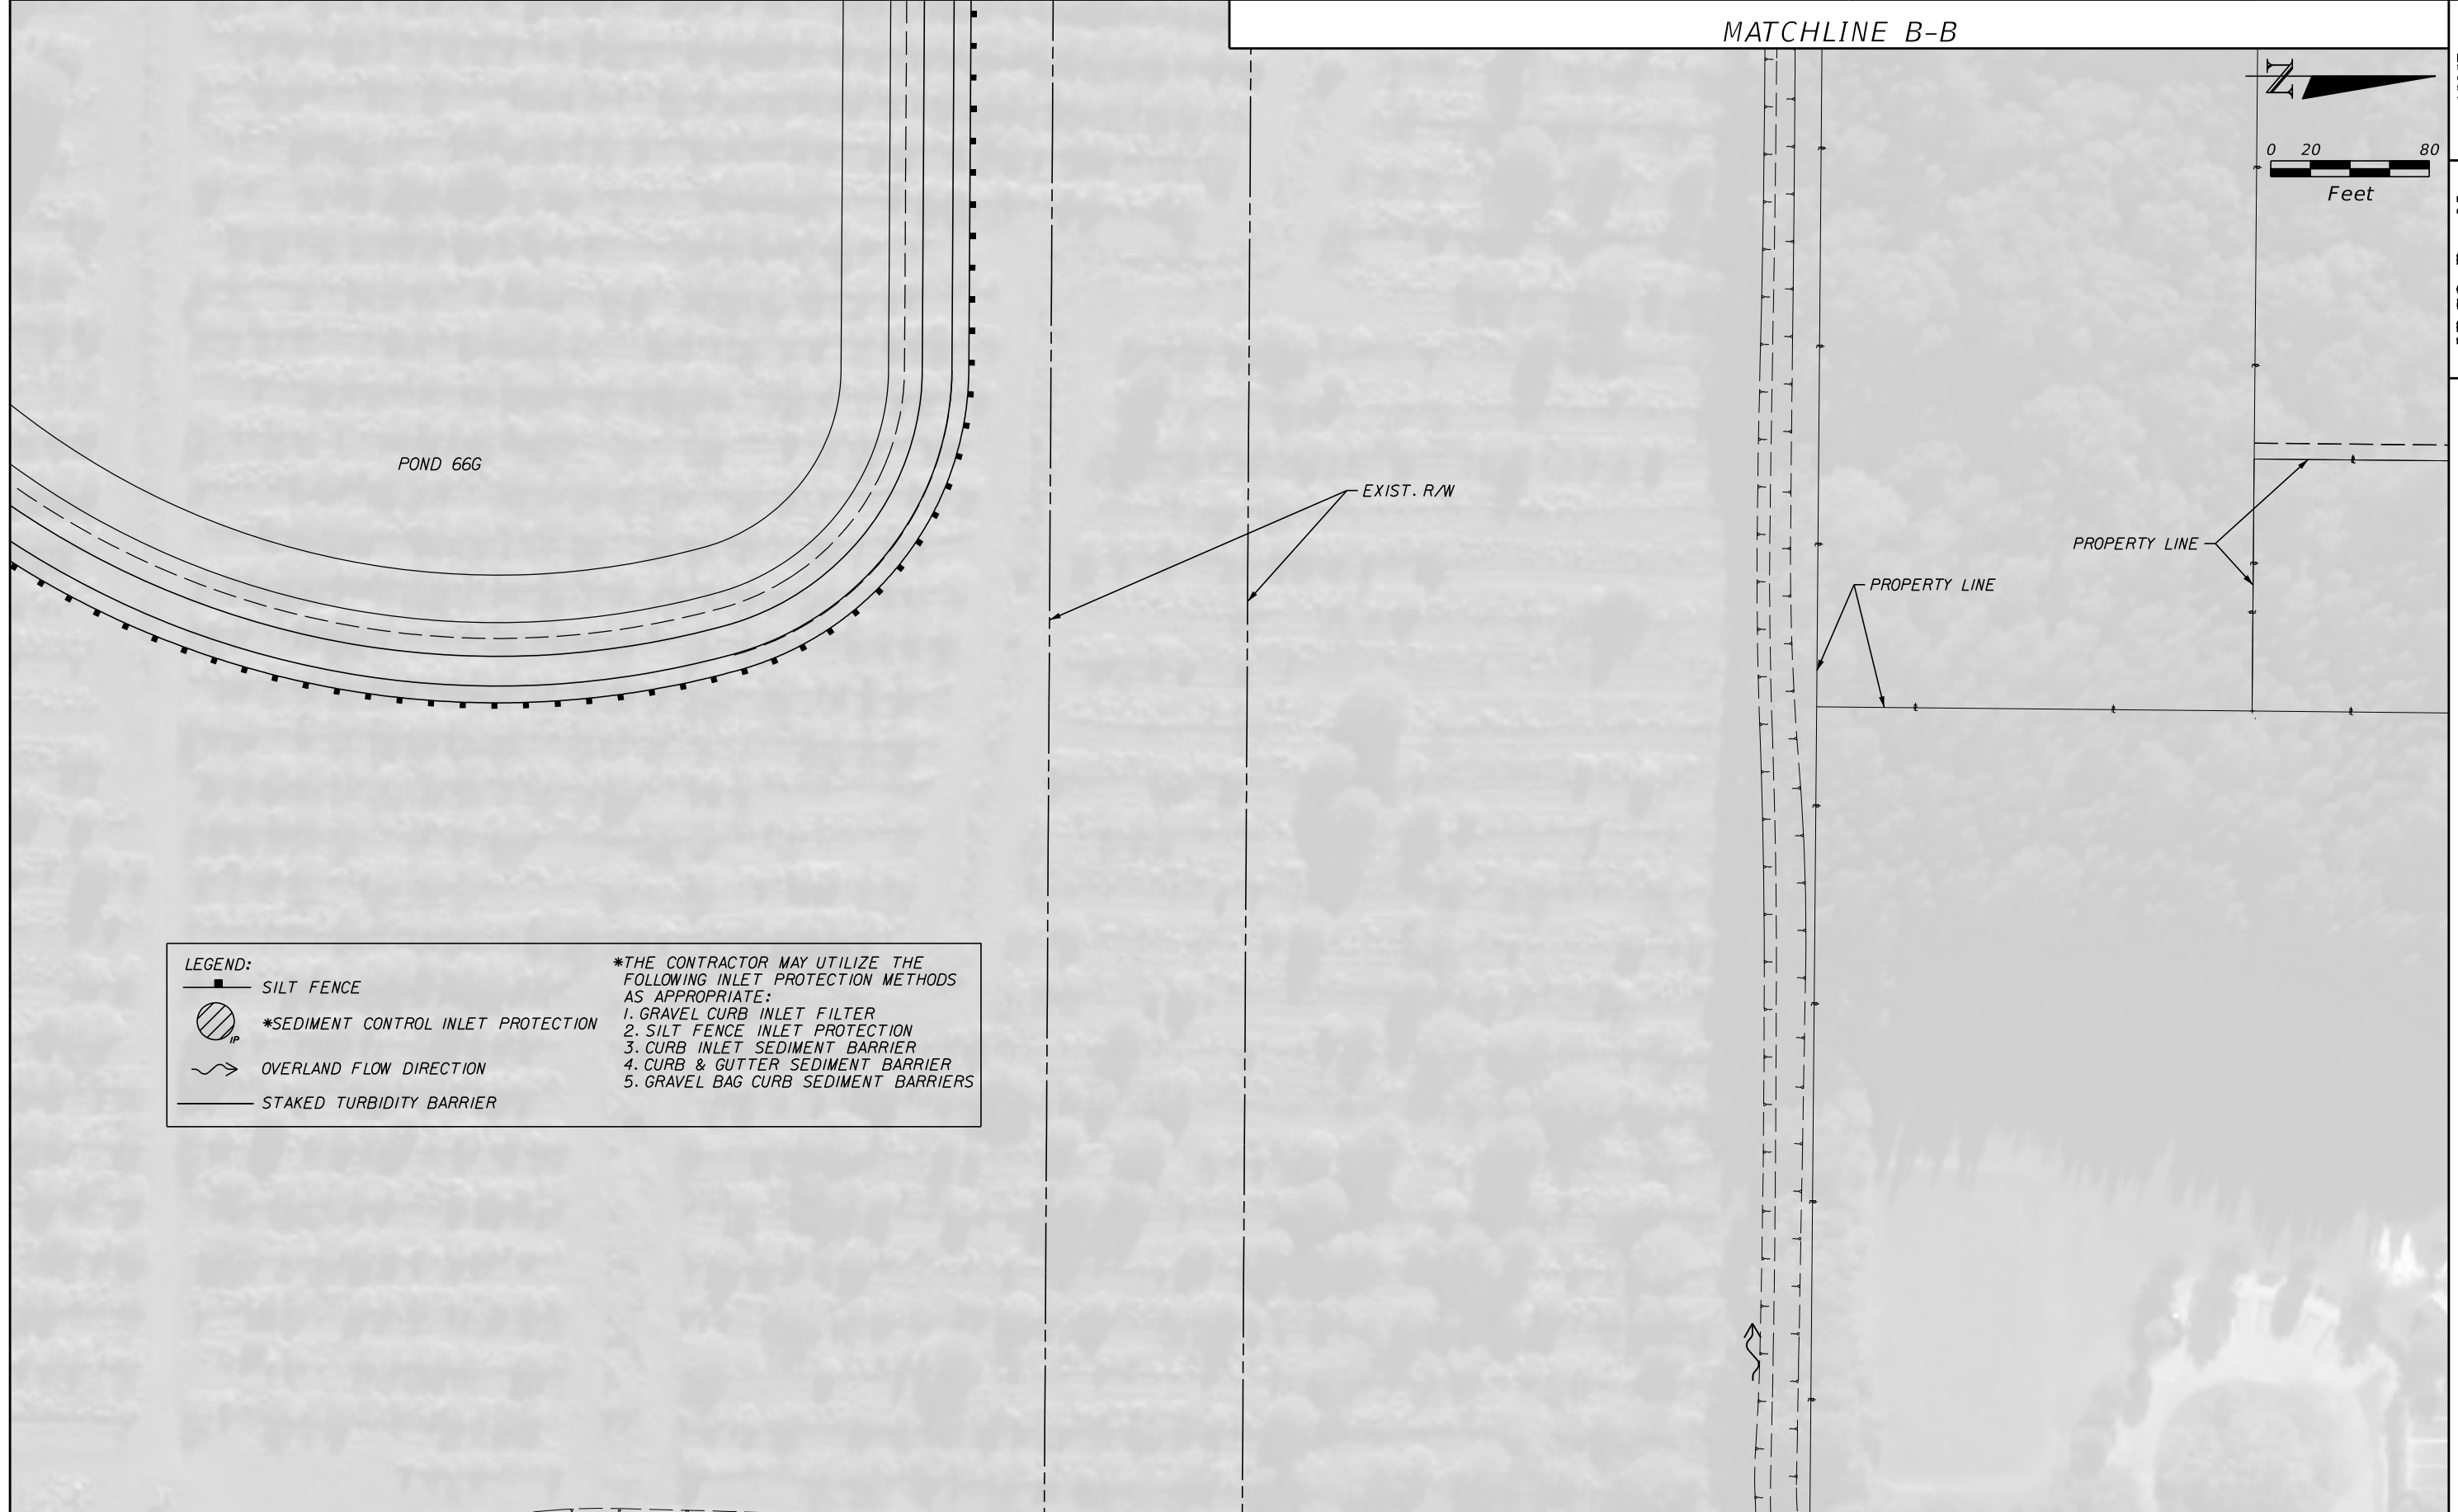 MATCHLINE B-B
N
0 20 80
Feet
POND 66G
EXIST. R/W
PROPERTY LINE
PROPERTY LINE
LEGEND:
SILT FENCE
*SEDIMENT CONTROL INLET PROTECTION
IP
OVERLAND FLOW DIRECTION
STAKED TURBIDITY BARRIER
*THE CONTRACTOR MAY UTILIZE THE
FOLLOWING INLET PROTECTION METHODS
AS APPROPRIATE:
1. GRAVEL CURB INLET FILTER
2. SILT FENCE INLET PROTECTION
3. CURB INLET SEDIMENT BARRIER
4. CURB & GUTTER SEDIMENT BARRIER
5. GRAVEL BAG CURB SEDIMENT BARRIERS